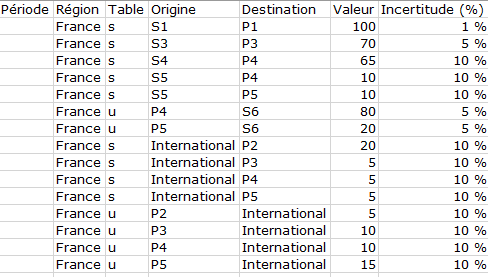 Période Région Table Origine Destination Valeur Incertitude (%)
France s S1 P1 100 1 %
France s S3 P3 70 5 %
France s S4 P4 65 10 %
France s S5 P4 10 10 %
France s S5 P5 10 10 %
France u P4 S6 80 5 %
France u P5 S6 20 5 %
France s International P2 20 10 %
France s International P3 5 10 %
France s International P4 5 10 %
France s International P5 5 10 %
France u P2 International 5 10 %
France u P3 International 10 10 %
France u P4 International 10 10 %
France u P5 International 15 10 %